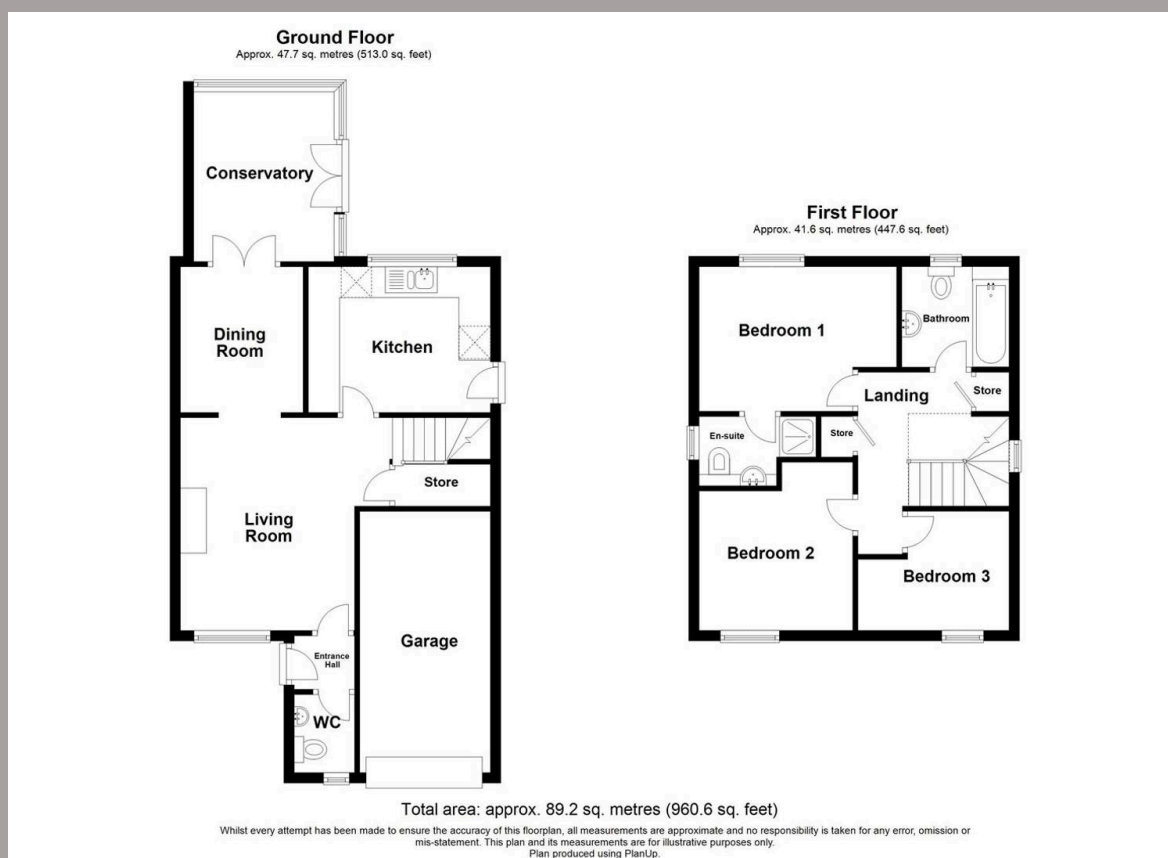 Ground Floor
Approx. 47.7 sq. metres (513.0 sq. feet)
Conservatory
Dining
Room
Kitchen
Store
Living
Room
Garage
Entrance
Hall
WC
First Floor
Approx. 41.6 sq. metres (447.6 sq. feet)
Bedroom 1
Bathroom
Landing
Store
Store
En-suite
Bedroom 2
Bedroom 3
Total area: approx. 89.2 sq. metres (960.6 sq. feet)
Whilst every attempt has been made to ensure the accuracy of this floorplan, all measurements are approximate and no responsibility is taken for any error, omission or
mis-statement. This plan and its measurements are for illustrative purposes only.
Plan produced using PlanUp.